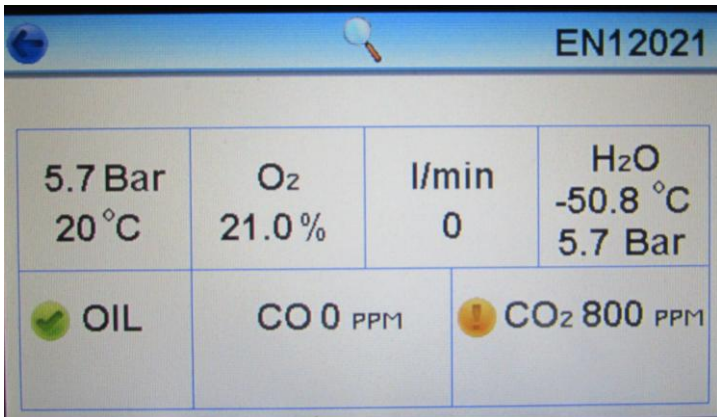 EN12021
5.7 Bar
20 °C
O2
21.0 %
l/min
0
H2O
-50.8 °C
5.7 Bar
OIL
CO 0 PPM
CO2 800 PPM